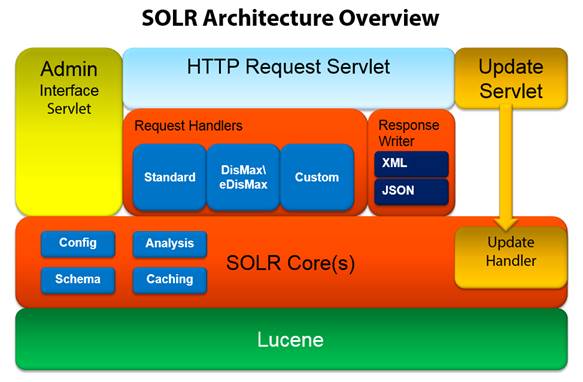 SOLR Architecture Overview
Admin
Interface
Servlet
HTTP Request Servlet
Update
Servlet
Request Handlers
Standard
DisMax\
eDisMax
Custom
Response
Writer
XML
JSON
Config
Analysis
Schema
Caching
SOLR Core(s)
Update
Handler
Lucene